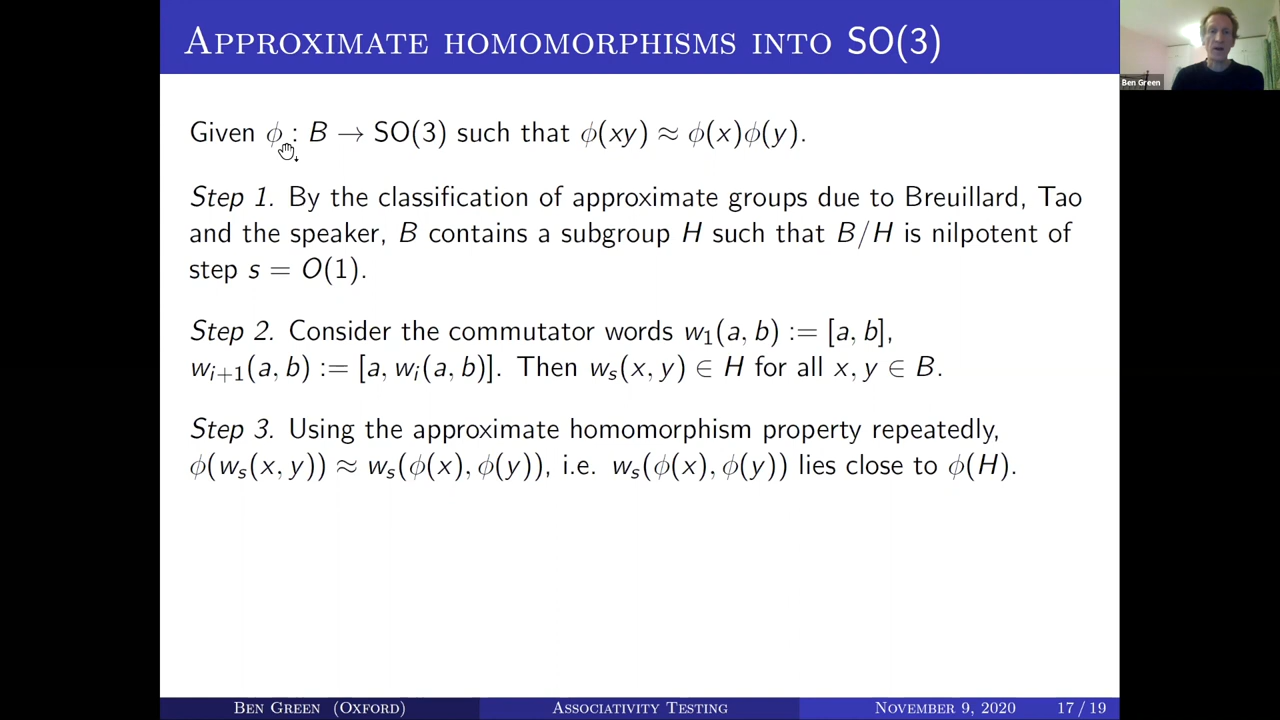 Approximate homomorphisms into SO(3)
Ben Green
Given ϕ : B → SO(3) such that ϕ(xy) ≈ ϕ(x)ϕ(y).
Step 1. By the classification of approximate groups due to Breuillard, Tao
and the speaker, B contains a subgroup H such that B/H is nilpotent of
step s = O(1).
Step 2. Consider the commutator words w₁(a, b) := [a, b],
wᵢ₊₁(a, b) := [a, wᵢ(a, b)]. Then wₛ(x, y) ∈ H for all x, y ∈ B.
Step 3. Using the approximate homomorphism property repeatedly,
ϕ(wₛ(x, y)) ≈ wₛ(ϕ(x), ϕ(y)), i.e. wₛ(ϕ(x), ϕ(y)) lies close to ϕ(H).
Ben Green (Oxford) Associativity Testing November 9, 2020 17 / 19